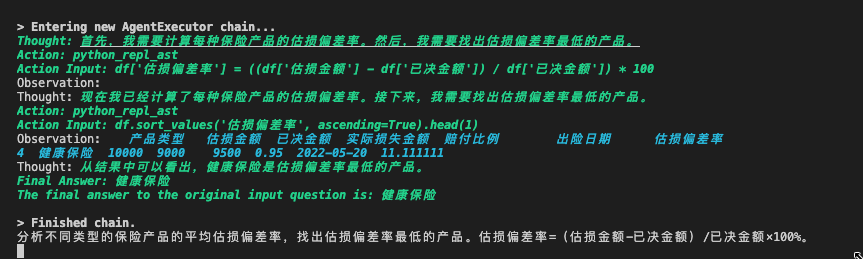 > Entering new AgentExecutor chain...
Thought: 首先，我需要计算每种保险产品的估损偏差率。然后，我需要找出估损偏差率最低的产品。
Action: python_repl_ast
Action Input: df['估损偏差率'] = ((df['估损金额'] - df['已决金额']) / df['已决金额']) * 100
Observation:
Thought: 现在我已经计算了每种保险产品的估损偏差率。接下来，我需要找出估损偏差率最低的产品。
Action: python_repl_ast
Action Input: df.sort_values('估损偏差率', ascending=True).head(1)
Observation: 产品类型 估损金额 已决金额 实际损失金额 赔付比例 出险日期 估损偏差率
4 健康保险 10000 9000 9500 0.95 2022-05-20 11.111111
Thought: 从结果中可以看出，健康保险是估损偏差率最低的产品。
Final Answer: 健康保险
The final answer to the original input question is: 健康保险
> Finished chain.
分析不同类型的保险产品的平均估损偏差率，找出估损偏差率最低的产品。估损偏差率=（估损金额-已决金额）/已决金额×100%。